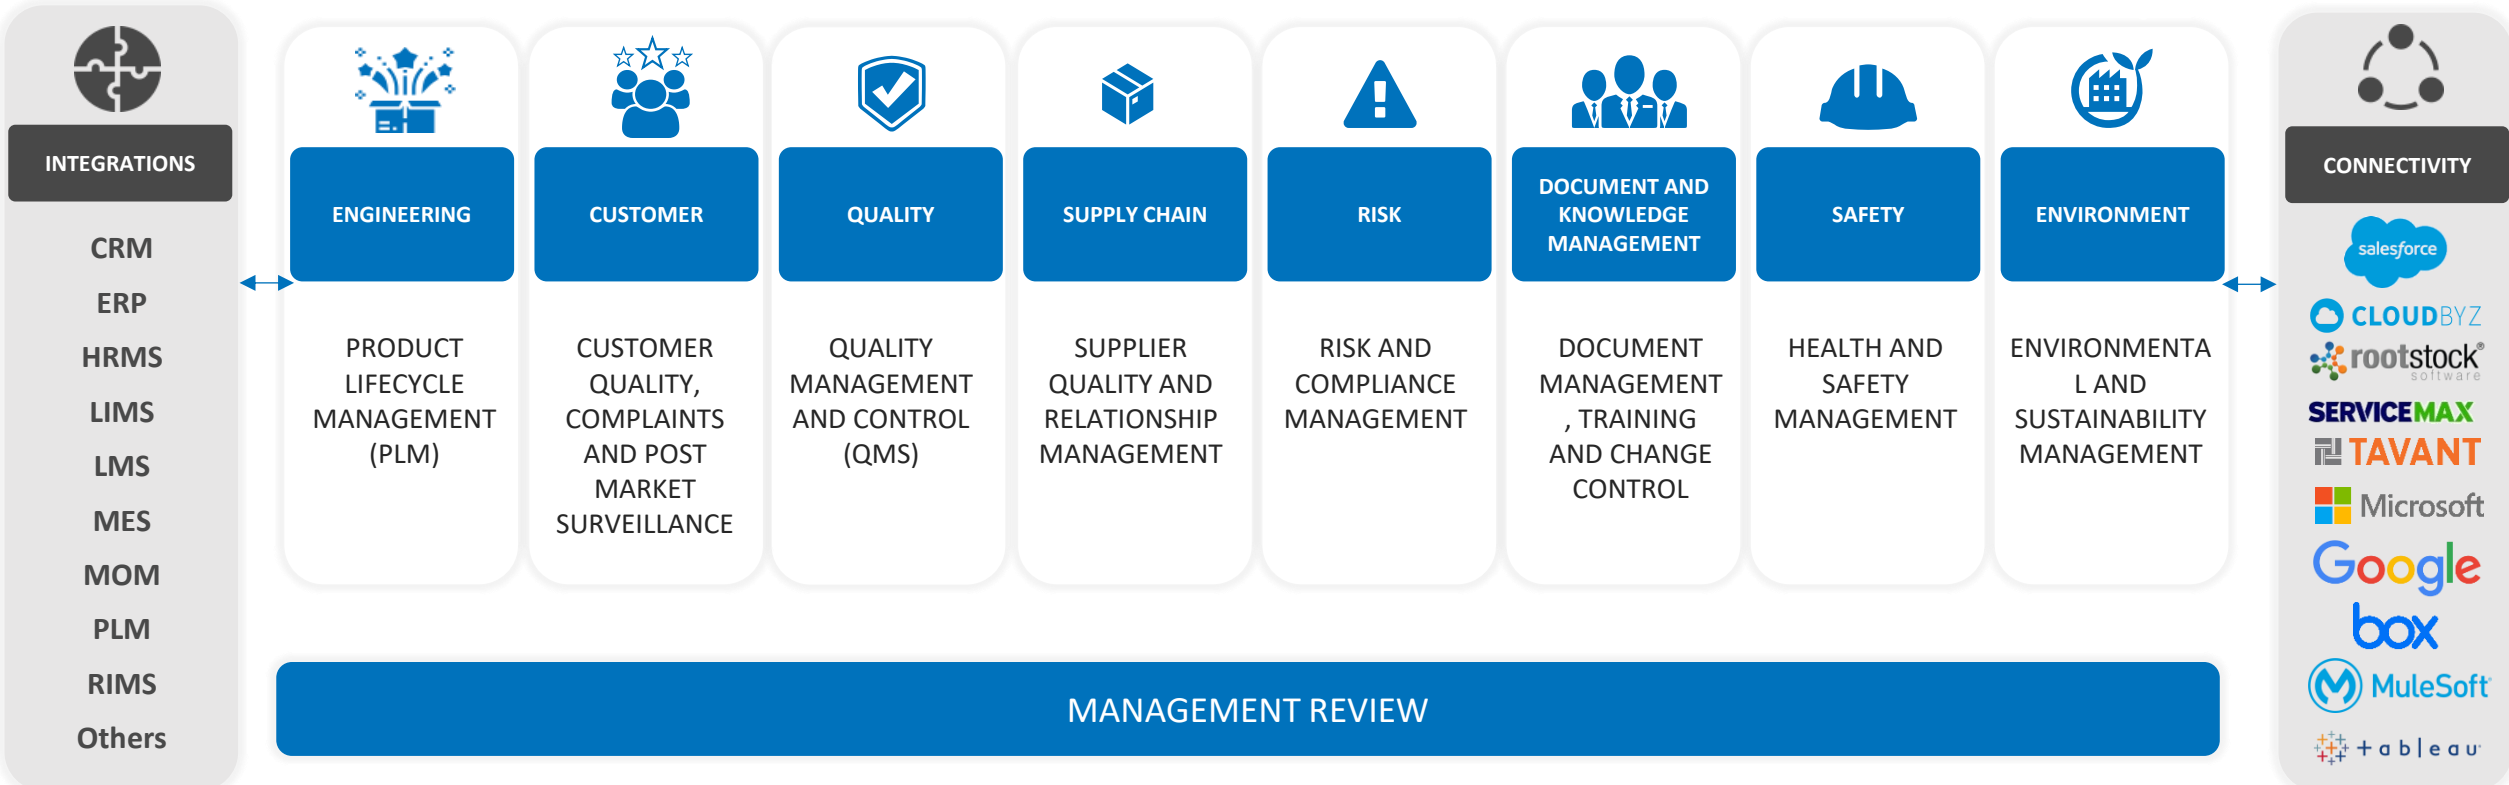 INTEGRATIONS
CRM
ERP
HRMS
LIMS
LMS
MES
MOM
PLM
RIMS
Others
ENGINEERING
PRODUCT
LIFECYCLE
MANAGEMENT
(PLM)
CUSTOMER
CUSTOMER
QUALITY,
COMPLAINTS
AND POST
MARKET
SURVEILLANCE
QUALITY
QUALITY
MANAGEMENT
AND CONTROL
(QMS)
SUPPLY CHAIN
SUPPLIER
QUALITY AND
RELATIONSHIP
MANAGEMENT
RISK
RISK AND
COMPLIANCE
MANAGEMENT
DOCUMENT AND
KNOWLEDGE
MANAGEMENT
DOCUMENT
MANAGEMENT
, TRAINING
AND CHANGE
CONTROL
SAFETY
HEALTH AND
SAFETY
MANAGEMENT
ENVIRONMENT
ENVIRONMENTA
L AND
SUSTAINABILITY
MANAGEMENT
MANAGEMENT REVIEW
CONNECTIVITY
salesforce
CLOUDBYZ
rootstock®
software
SERVICEMAX
TAVANT
Microsoft
Google
box
MuleSoft
+ableau